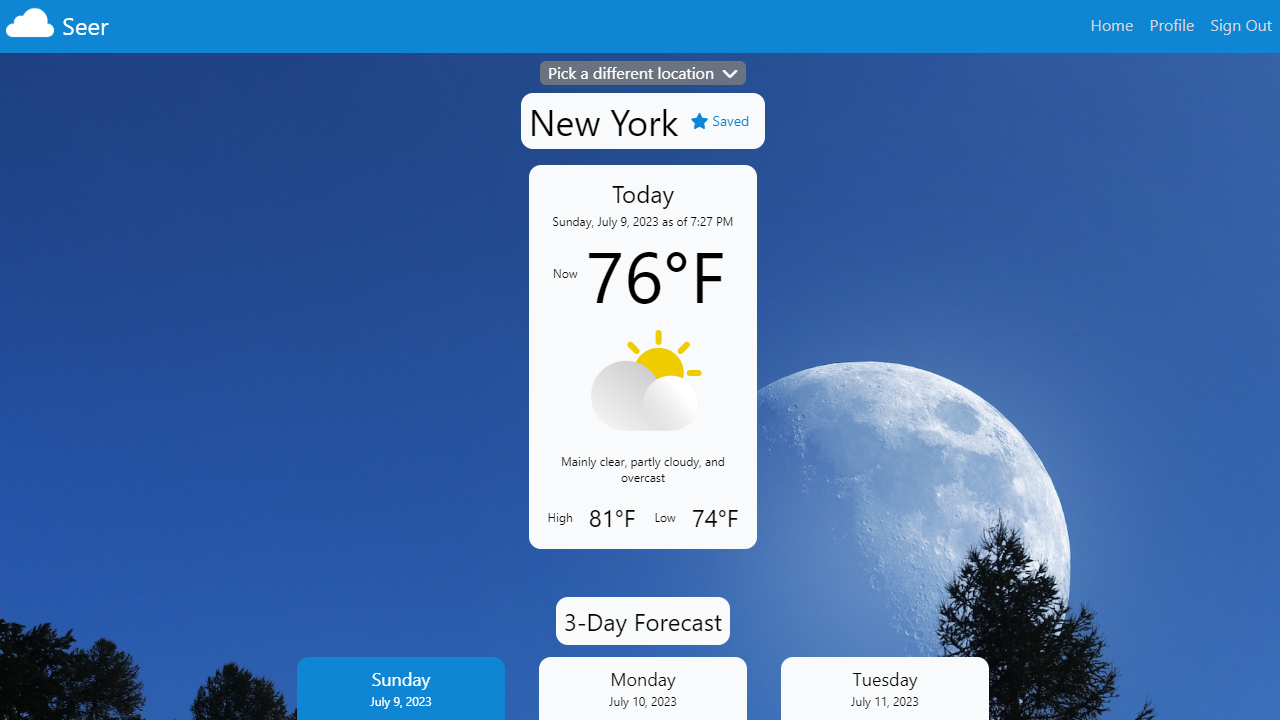 Seer
Home Profile Sign Out
Pick a different location
New York Saved
Today
Sunday, July 9, 2023 as of 7:27 PM
Now 76°F
Mainly clear, partly cloudy, and
overcast
High 81°F Low 74°F
3-Day Forecast
Sunday
July 9, 2023
Monday
July 10, 2023
Tuesday
July 11, 2023